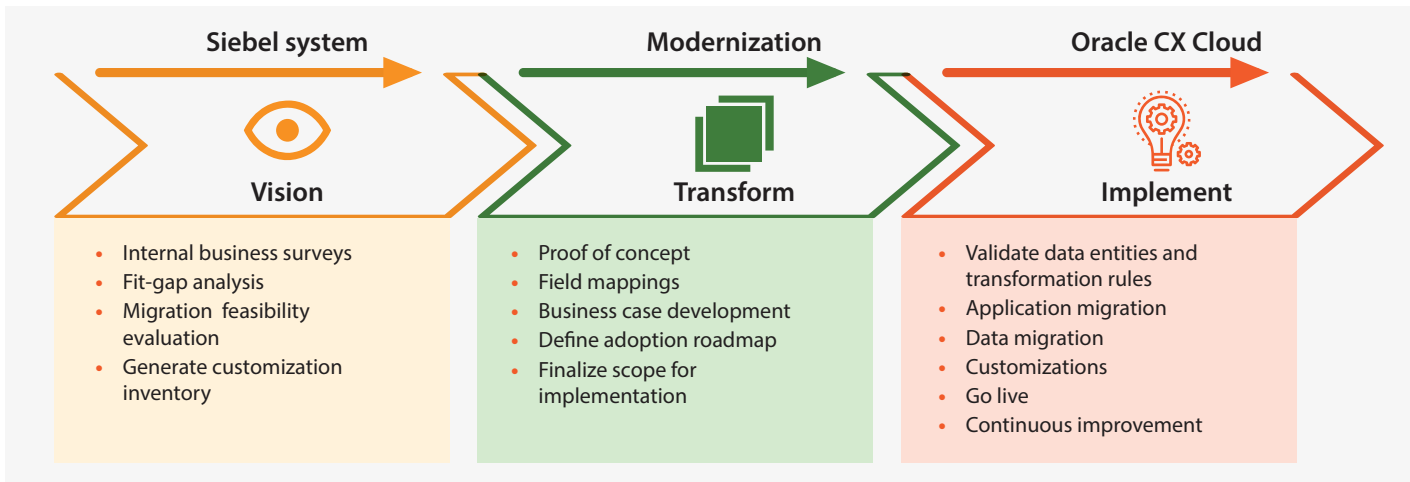 Siebel system
Vision
• Internal business surveys
• Fit-gap analysis
• Migration feasibility
evaluation
• Generate customization
inventory
Modernization
Transform
• Proof of concept
• Field mappings
• Business case development
• Define adoption roadmap
• Finalize scope for
implementation
Oracle CX Cloud
Implement
• Validate data entities and
transformation rules
• Application migration
• Data migration
• Customizations
• Go live
• Continuous improvement